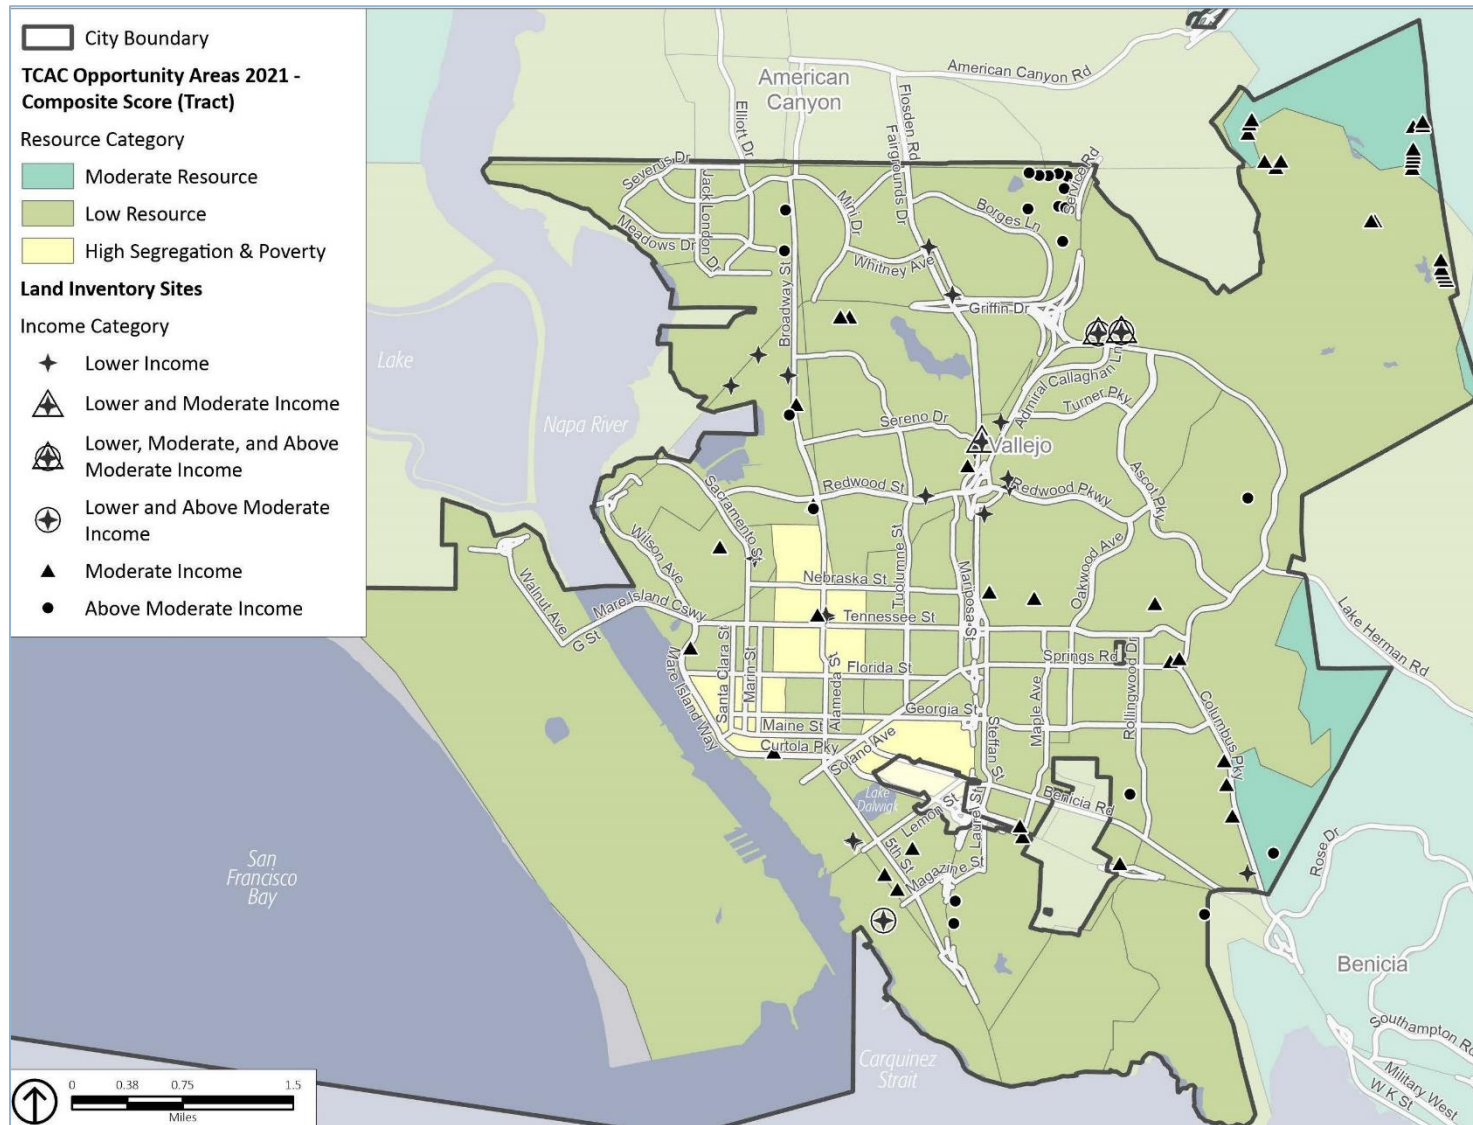 City Boundary
TCAC Opportunity Areas 2021 -
Composite Score (Tract)
Resource Category
Moderate Resource
Low Resource
High Segregation & Poverty
Land Inventory Sites
Income Category
Lower Income
Lower and Moderate Income
Lower, Moderate, and Above
Moderate Income
Lower and Above Moderate
Income
Moderate Income
Above Moderate Income
American
Canyon
American Canyon Rd
Elliott Dr
Flosden Rd
Fairgrounds Dr
Service Rd
Severus Dr
Jack London Dr
Meadows Dr
Mini Dr
Borges Ln
Whitney Ave
Broadway St
Griffin Dr
Lake
Napa River
Admiral Callaghan Ln
Turner Pky
Sereno Dr
Vallejo
Ascot Pky
Redwood St
Redwood Pkwy
Sacramento St
Wilson Ave
Tuolumne St
Mariposa St
Oakwood Ave
Nebraska St
Walnut Ave
G St
Mare Island Cswy
Tennessee St
Lake Herman Rd
Springs Rd
Rollingwood Dr
Florida St
Santa Clara St
Marin St
Mare Island Way
Alameda St
Georgia St
Maine St
Curtola Pky
Solano Ave
Steffan St
Maple Ave
Columbus Pky
Lake
Dalwigk
Lemon St
Laurel St
Benicia Rd
5th St
Magazine St
Rose Dr
San
Francisco
Bay
Benicia
Southampton Rd
Carquinez
Strait
Military West
W K St
0 0.38 0.75 1.5
Miles